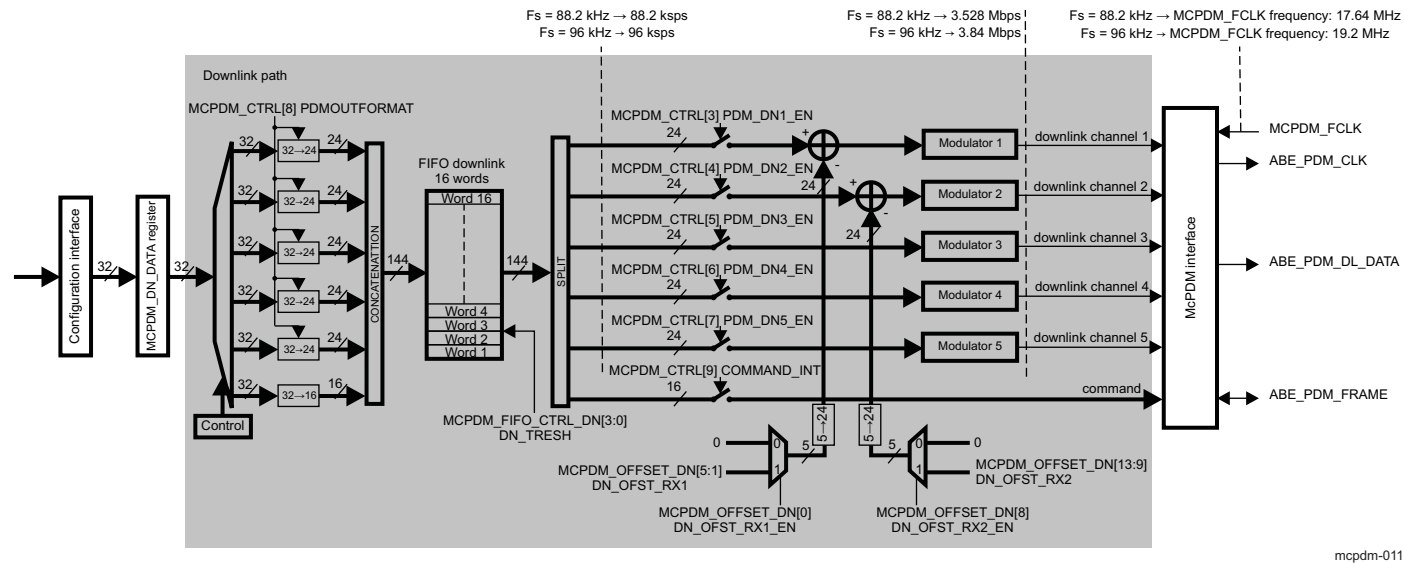 Fs = 88.2 kHz → 88.2 ksps
Fs = 96 kHz → 96 ksps
Fs = 88.2 kHz → 3.528 Mbps
Fs = 96 kHz → 3.84 Mbps
Fs = 88.2 kHz → MCPDM_FCLK frequency: 17.64 MHz
Fs = 96 kHz → MCPDM_FCLK frequency: 19.2 MHz
Downlink path
MCPDM_CTRL[8] PDMOUTFORMAT
Configuration interface
32
MCPDM_DN_DATA register
32
32
32→24
24
32
32→24
24
32
32→24
24
32
32→24
24
32
32→24
24
32
32→16
16
Control
CONCATENATTION
144
FIFO downlink
16 words
Word 16
Word 4
Word 3
Word 2
Word 1
MCPDM_FIFO_CTRL_DN[3:0]
DN_TRESH
144
SPLIT
MCPDM_CTRL[3] PDM_DN1_EN
24
+
-
24
Modulator 1
downlink channel 1
MCPDM_CTRL[4] PDM_DN2_EN
24
+
-
24
Modulator 2
downlink channel 2
MCPDM_CTRL[5] PDM_DN3_EN
24
Modulator 3
downlink channel 3
MCPDM_CTRL[6] PDM_DN4_EN
24
Modulator 4
downlink channel 4
MCPDM_CTRL[7] PDM_DN5_EN
24
Modulator 5
downlink channel 5
MCPDM_CTRL[9] COMMAND_INT
16
command
5→24
5→24
0
0
1
5
MCPDM_OFFSET_DN[5:1]
DN_OFST_RX1
MCPDM_OFFSET_DN[0]
DN_OFST_RX1_EN
5
0
1
0
MCPDM_OFFSET_DN[13:9]
DN_OFST_RX2
MCPDM_OFFSET_DN[8]
DN_OFST_RX2_EN
McPDM interface
MCPDM_FCLK
ABE_PDM_CLK
ABE_PDM_DL_DATA
ABE_PDM_FRAME
mcpdm-011